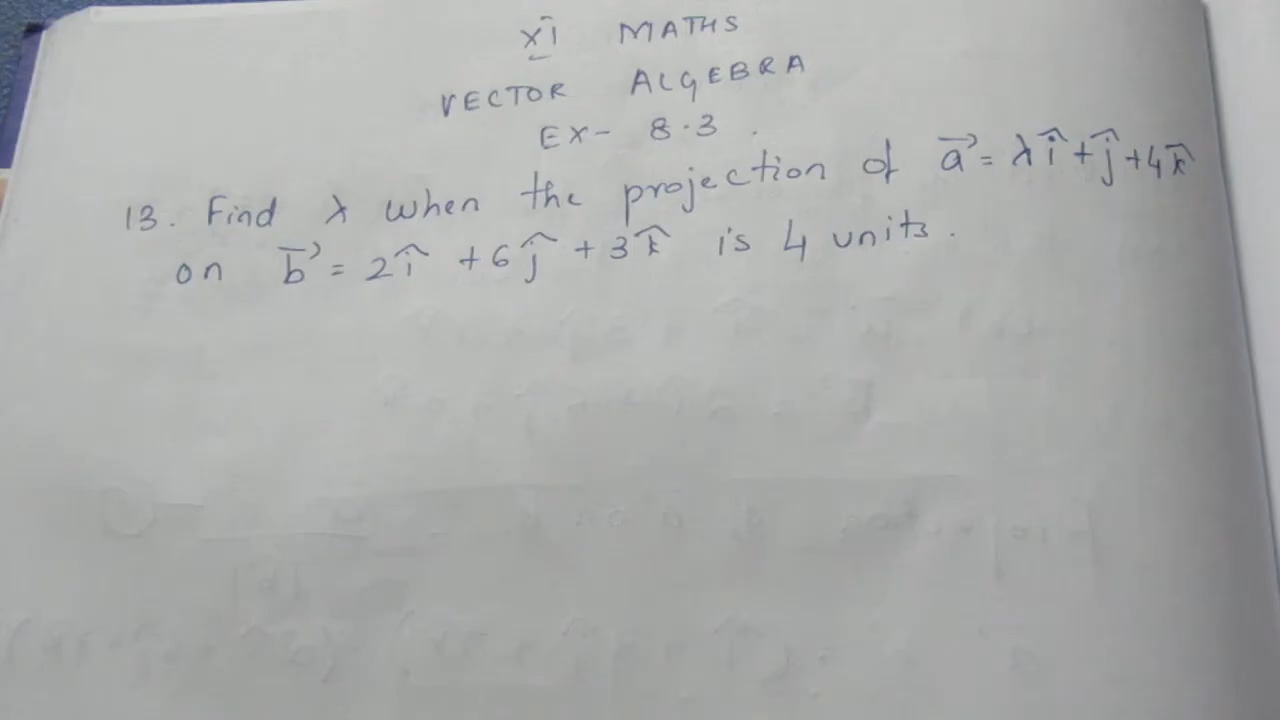 XI MATHS
VECTOR ALGEBRA
EX- 8.3.
13. Find λ when the projection of a⃗ = λî + ĵ + 4k̂
on b⃗ = 2î + 6ĵ + 3k̂ is 4 units.